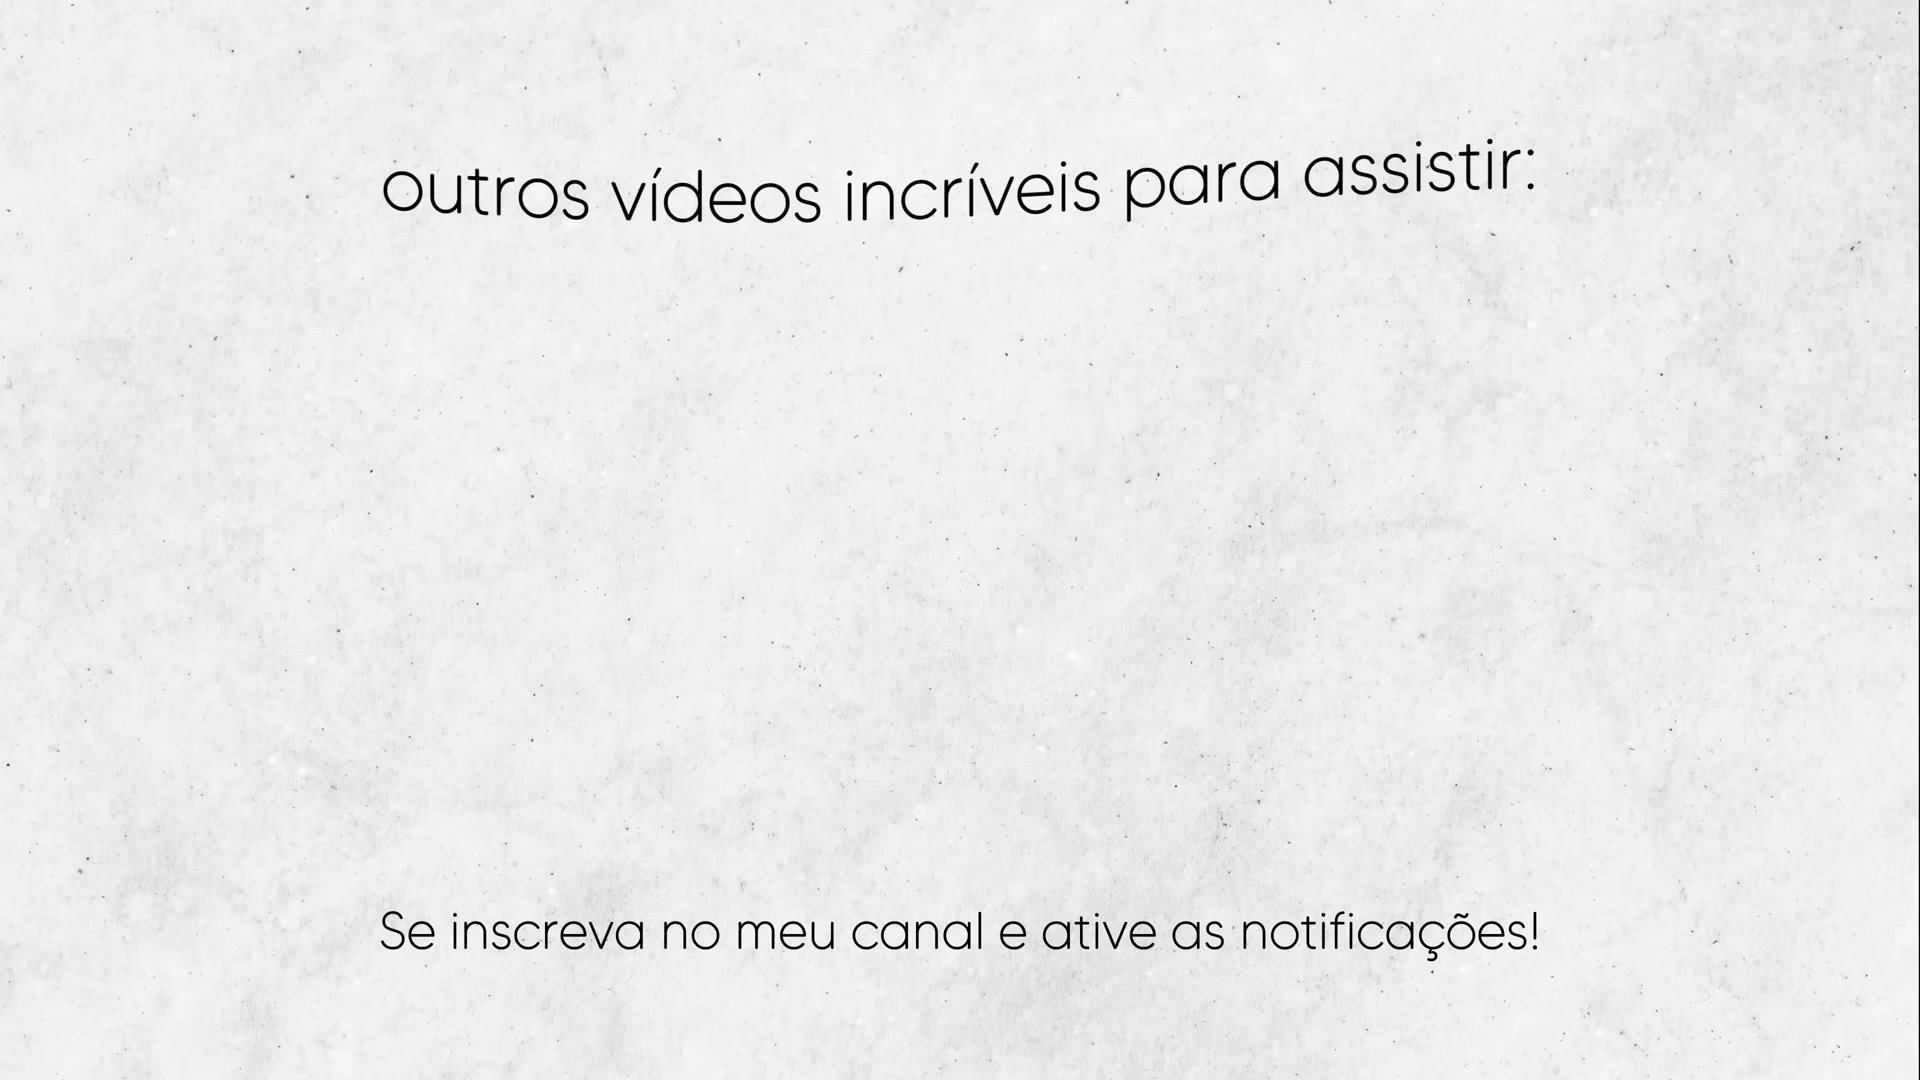 outros vídeos incríveis para assistir:
Se inscreva no meu canal e ative as notificações!